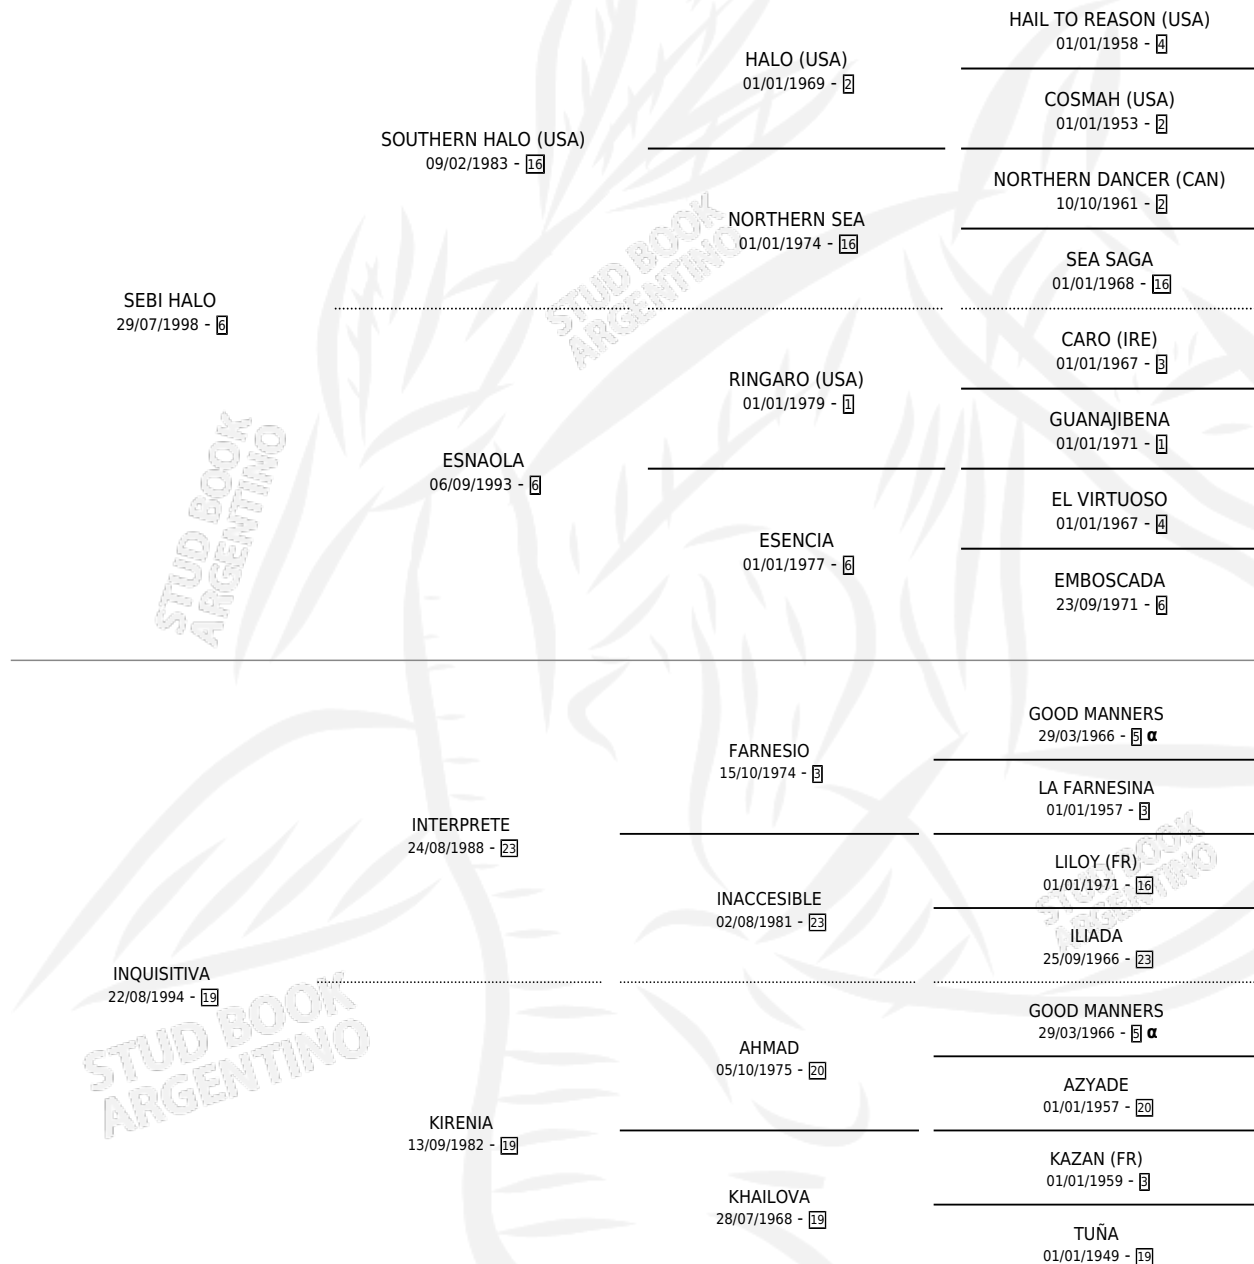 HAIL TO REASON (USA)
01/01/1958 - 4
HALO (USA)
01/01/1969 - 2
COSMAH (USA)
01/01/1953 - 2
SOUTHERN HALO (USA)
09/02/1983 - 16
NORTHERN DANCER (CAN)
10/10/1961 - 2
NORTHERN SEA
01/01/1974 - 16
SEA SAGA
01/01/1968 - 16
SEBI HALO
29/07/1998 - 6
STUD BOOK
ARGENTINO
CARO (IRE)
01/01/1967 - 3
RINGARO (USA)
01/01/1979 - 1
GUANAJIBENA
01/01/1971 - 1
ESNAOLA
06/09/1993 - 6
EL VIRTUOSO
01/01/1967 - 4
ESENCIA
01/01/1977 - 6
EMBOSCADA
23/09/1971 - 6
STUD BOOK
ARGENTINO
GOOD MANNERS
29/03/1966 - 5 α
FARNESIO
15/10/1974 - 3
LA FARNESINA
01/01/1957 - 3
INTERPRETE
24/08/1988 - 23
LILOY (FR)
01/01/1971 - 16
INACCESIBLE
02/08/1981 - 23
ILIADA
25/09/1966 - 23
STUD BOOK
ARGENTINO
INQUISITIVA
22/08/1994 - 19
STUD BOOK
ARGENTINO
GOOD MANNERS
29/03/1966 - 5 α
AHMAD
05/10/1975 - 20
AZYADE
01/01/1957 - 20
KIRENIA
13/09/1982 - 19
KAZAN (FR)
01/01/1959 - 3
KHAILOVA
28/07/1968 - 19
TUÑA
01/01/1949 - 19